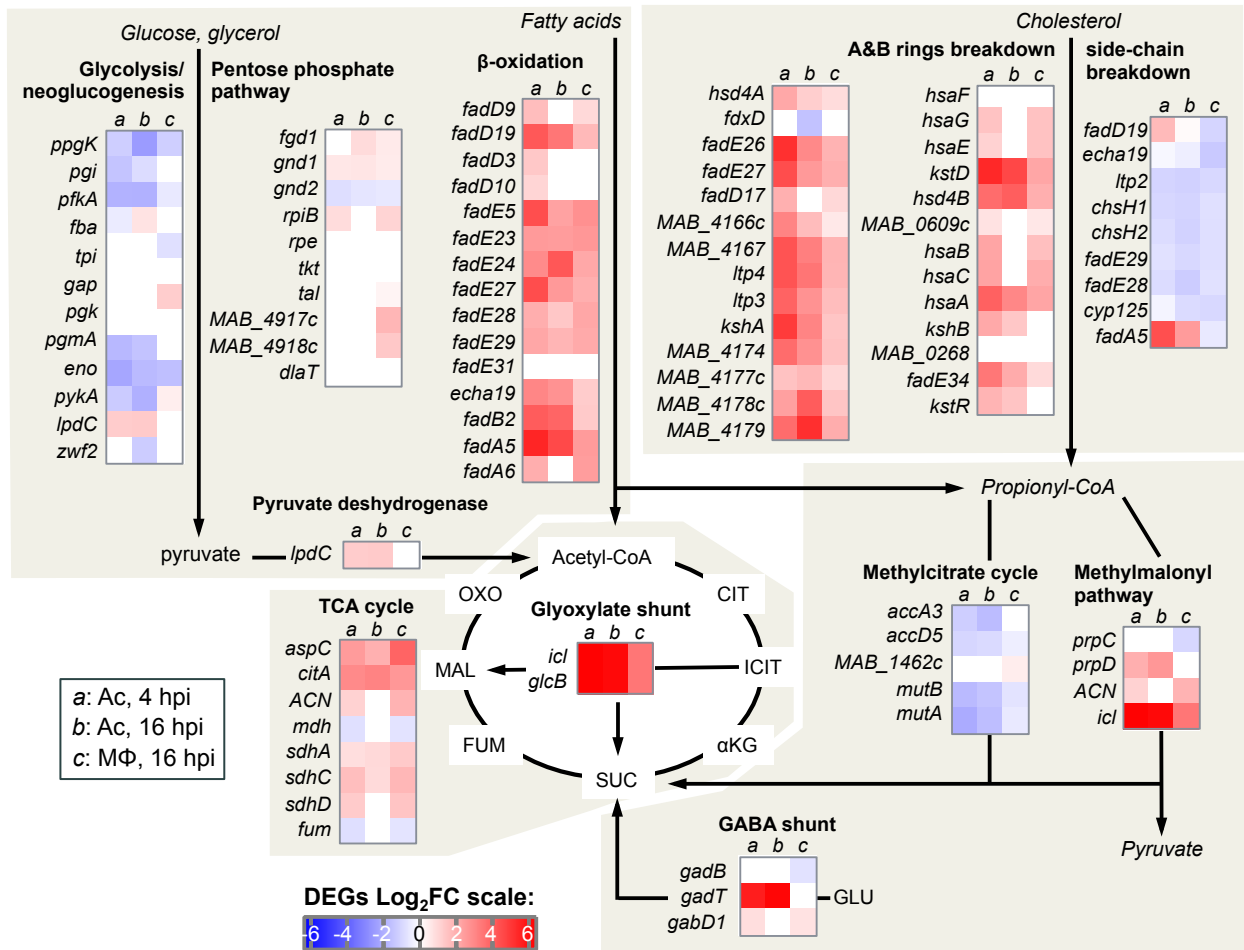 Glucose, glycerol
Glycolysis/
neoglucogenesis
a b c
ppgK
pgi
pfkA
fba
tpi
gap
pgk
pgmA
eno
pykA
lpdC
zwf2
Pentose phosphate
pathway
a b c
fgd1
gnd1
gnd2
rpiB
rpe
tkt
tal
MAB_4917c
MAB_4918c
dlaT
Fatty acids
β-oxidation
a b c
fadD9
fadD19
fadD3
fadD10
fadE5
fadE23
fadE24
fadE27
fadE28
fadE29
fadE31
echa19
fadB2
fadA5
fadA6
Cholesterol
A&B rings breakdown
a b c
hsd4A
fdxD
fadE26
fadE27
fadD17
MAB_4166c
MAB_4167
ltp4
ltp3
kshA
MAB_4174
MAB_4177c
MAB_4178c
MAB_4179
a b c
hsaF
hsaG
hsaE
kstD
hsd4B
MAB_0609c
hsaB
hsaC
hsaA
kshB
MAB_0268
fadE34
kstR
side-chain
breakdown
a b c
fadD19
echa19
ltp2
chsH1
chsH2
fadE29
fadE28
cyp125
fadA5
Pyruvate deshydrogenase
a b c
pyruvate
lpdC
Acetyl-CoA
Propionyl-CoA
OXO
CIT
MAL
ICIT
FUM
αKG
SUC
Glyoxylate shunt
a b c
icl
glcB
TCA cycle
a b c
aspC
citA
ACN
mdh
sdhA
sdhC
sdhD
fum
Methylcitrate cycle
a b c
accA3
accD5
MAB_1462c
mutB
mutA
Methylmalonyl
pathway
a b c
prpC
prpD
ACN
icl
Pyruvate
GABA shunt
a b c
gadB
gadT
gabD1
GLU
a: Ac, 4 hpi
b: Ac, 16 hpi
c: MΦ, 16 hpi
DEGs Log2FC scale:
-6 -4 -2 0 2 4 6